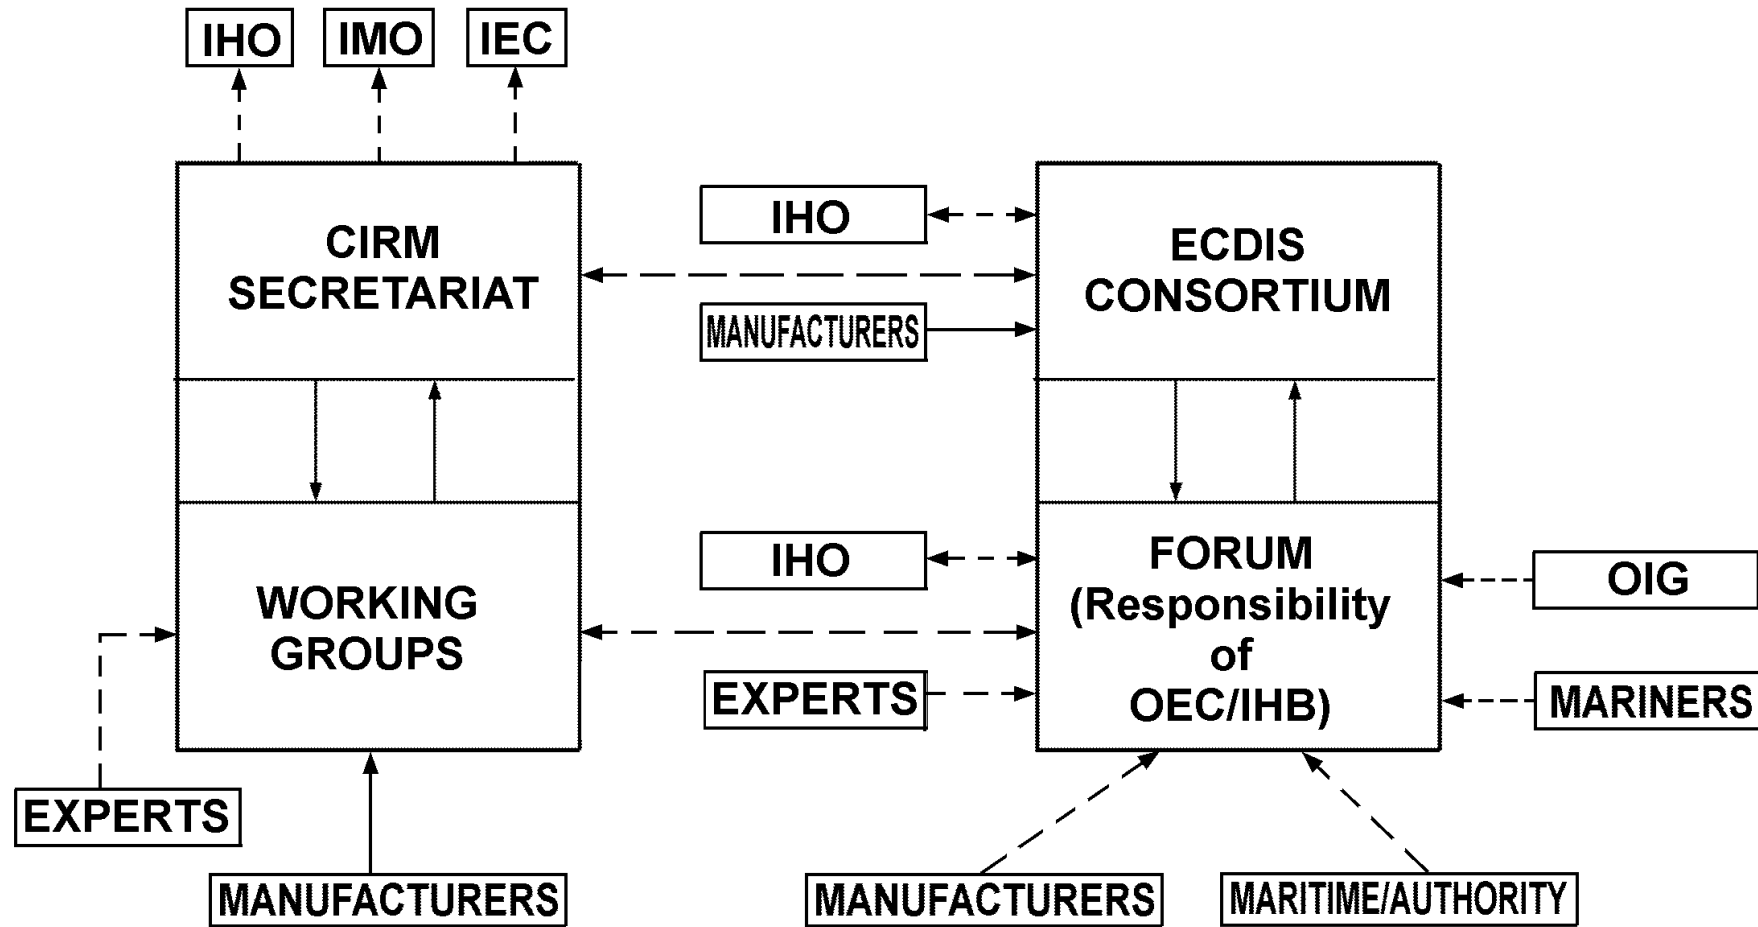 IHO
IMO
IEC
CIRM
SECRETARIAT
IHO
MANUFACTURERS
ECDIS
CONSORTIUM
WORKING
GROUPS
IHO
EXPERTS
FORUM
(Responsibility
of
OEC/IHB)
OIG
MARINERS
EXPERTS
MANUFACTURERS
MANUFACTURERS
MARITIME/AUTHORITY